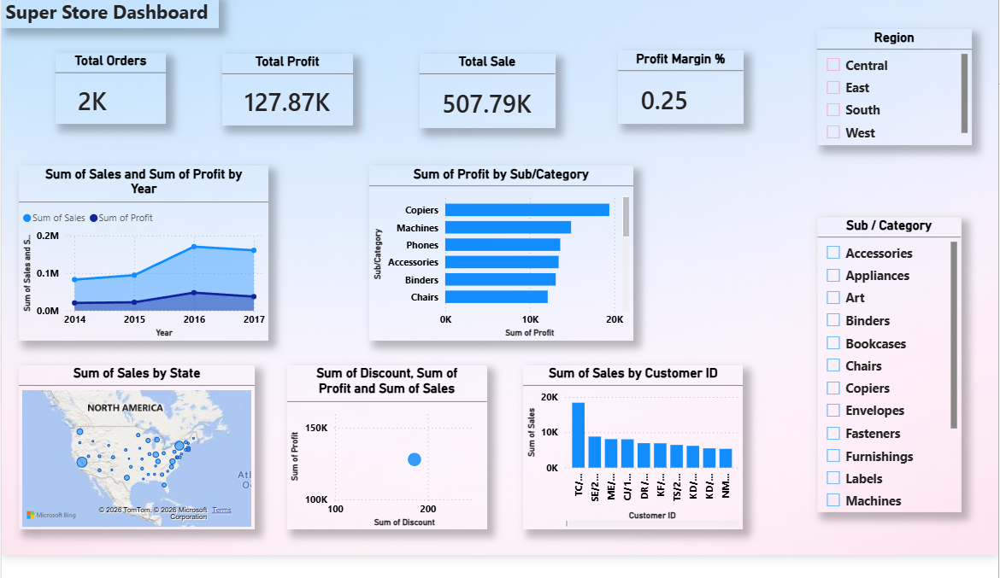 Super Store Dashboard
Total Orders
2K
Total Profit
127.87K
Total Sale
507.79K
Profit Margin %
0.25
Region
Central
East
South
West
Sum of Sales and Sum of Profit by
Year
Sum of Sales
Sum of Profit
Sum of Sales and S...
0.2M
0.1M
0.0M
2014
2015
2016
2017
Year
Sum of Profit by Sub/Category
Sub/Category
Copiers
Machines
Phones
Accessories
Binders
Chairs
0K
10K
20K
Sum of Profit
Sub / Category
Accessories
Appliances
Art
Binders
Bookcases
Chairs
Copiers
Envelopes
Fasteners
Furnishings
Labels
Machines
Sum of Sales by State
NORTH AMERICA
Atl
O
Microsoft Bing
© 2026 TomTom, © 2026 Microsoft
Corporation
Terms
Sum of Discount, Sum of
Profit and Sum of Sales
Sum of Profit
150K
100K
100
200
Sum of Discount
Sum of Sales by Customer ID
Sum of Sales
20K
10K
0K
TC/...
SE/2...
ME/...
CJ/1...
DR/...
KF/...
TS/2...
KD/...
KD/...
NM...
Customer ID